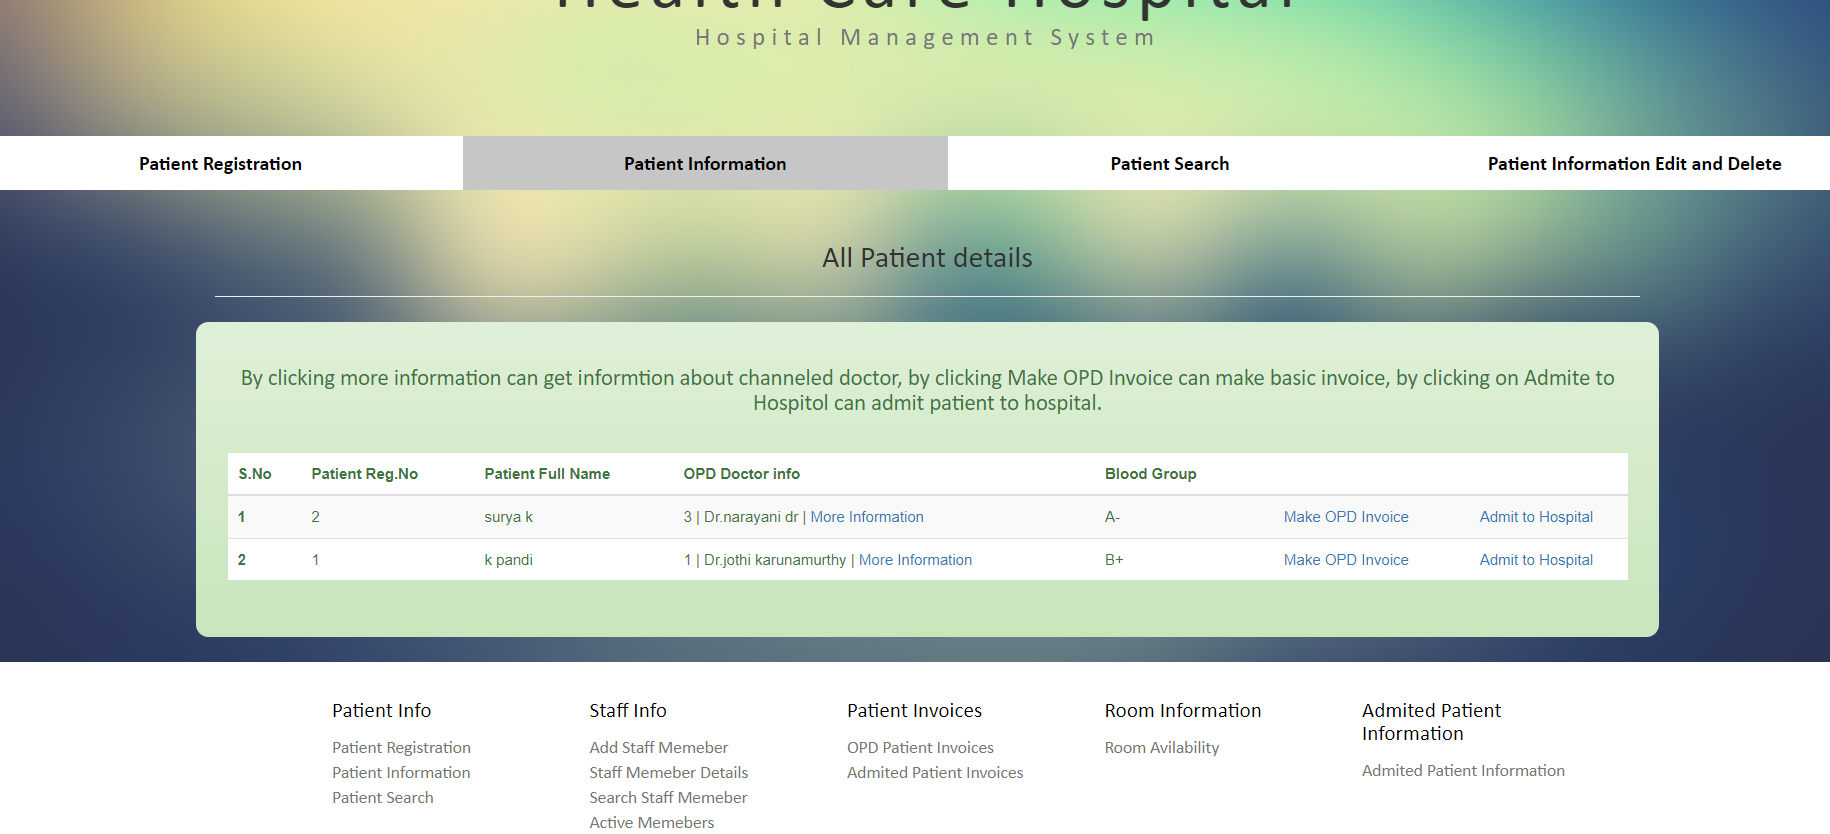 Health Care Hospital
Hospital Management System
Patient Registration Patient Information Patient Search Patient Information Edit and Delete
All Patient details
By clicking more information can get informtion about channeled doctor, by clicking Make OPD Invoice can make basic invoice, by clicking on Admite to
Hospitol can admit patient to hospital.
S.No Patient Reg.No Patient Full Name OPD Doctor info Blood Group
1 2 surya k 3 | Dr.narayani dr | More Information A- Make OPD Invoice Admit to Hospital
2 1 k pandi 1 | Dr.jothi karunamurthy | More Information B+ Make OPD Invoice Admit to Hospital
Patient Info
Patient Registration
Patient Information
Patient Search
Staff Info
Add Staff Memeber
Staff Memeber Details
Search Staff Memeber
Active Memebers
Patient Invoices
OPD Patient Invoices
Admited Patient Invoices
Room Information
Room Avilability
Admited Patient
Information
Admited Patient Information